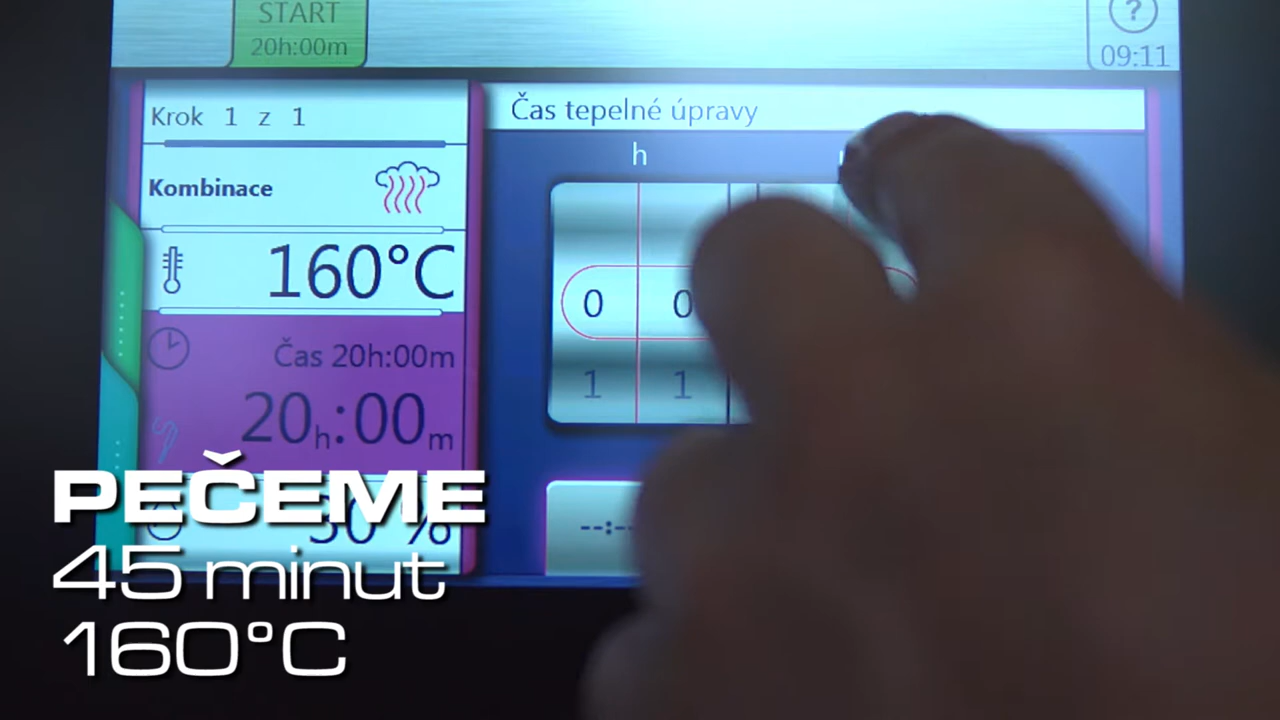 START
20h:00m
?
09:11
Krok 1 z 1
Čas tepelné úpravy
h
Kombinace
160°C
0 0
Čas 20h:00m
1 1
20h:00m
30 %
--:--
PEČEME
45 minut
160°C